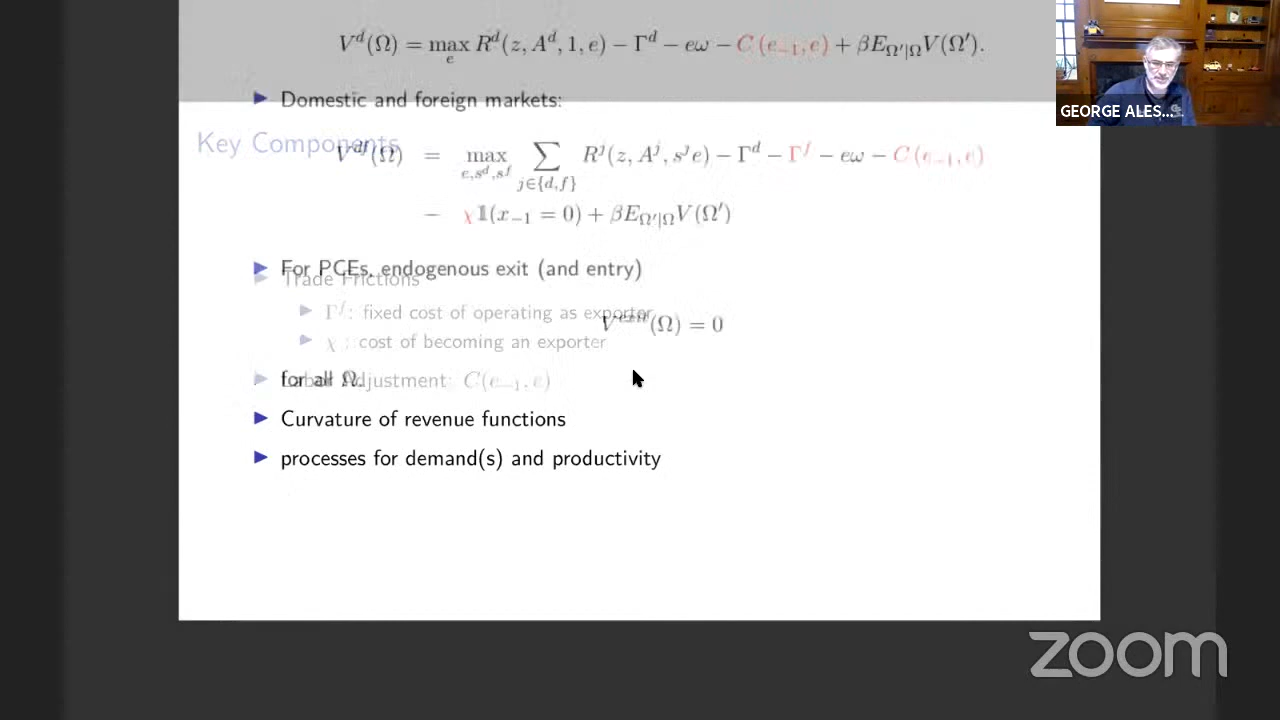 V^d(Ω) = max_e R^d(z, A^d, 1, e) − Γ^d − eω − C(e_{−1}, e) + βE_{Ω′|Ω}V(Ω′).
GEORGE ALES...
▶ Domestic and foreign markets:
Key Components
V^{df}(Ω) = max_{e,s^d,s^f} ∑_{j∈{d,f}} R^j(z, A^j, s^j e) − Γ^d − Γ^f − eω − C(e_{−1}, e)
− χ𝟙(x_{−1} = 0) + βE_{Ω′|Ω}V(Ω′)
▶ For PCEs, endogenous exit (and entry)
▶ Trade Frictions
▶ Γ^f: fixed cost of operating as exporter
(Ω) = 0
▶ χ : cost of becoming an exporter
for all Ω.
▶ Adjustment: C(e_{−1}, e)
▶ Curvature of revenue functions
▶ processes for demand(s) and productivity
zoom